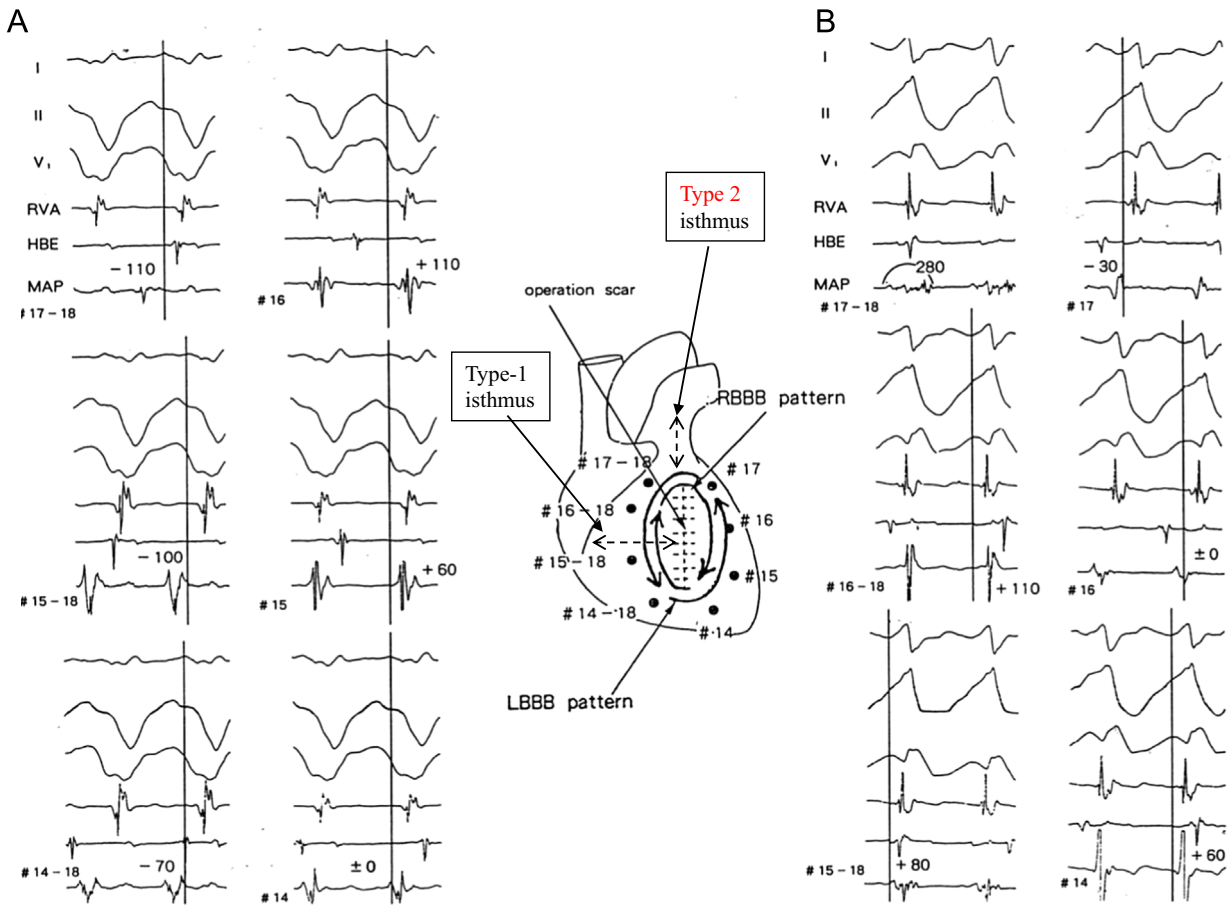 A
I
II
V₁
RVA
HBE
−110
MAP
# 17−18
+110
# 16
−100
# 15−18
+60
# 15
−70
# 14−18
±0
# 14
Type 2
isthmus
operation scar
Type-1
isthmus
RBBB pattern
# 17−18
# 17
# 16−18
# 16
# 15−18
# 15
# 14−18
# 14
LBBB pattern
B
I
II
V₁
RVA
HBE
280
MAP
# 17−18
−30
# 17
+110
# 16−18
±0
# 16
+80
# 15−18
+60
# 14